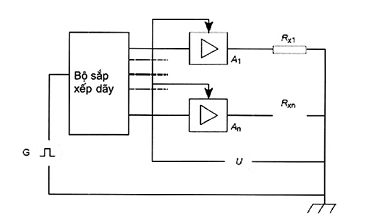 Bộ sắp
xếp dãy
A1
Rx1
An
Rxn
U
G